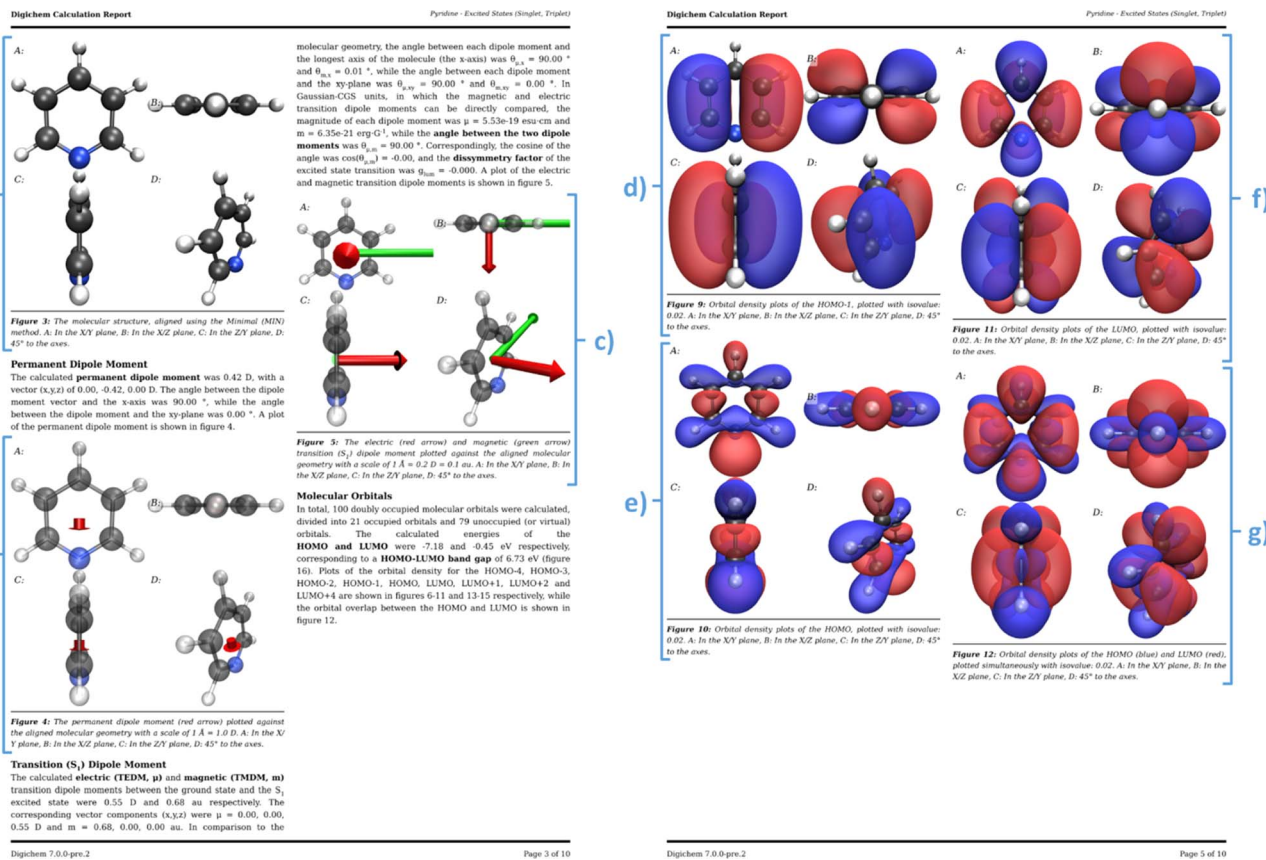 Digichem Calculation Report
Pyridine - Excited States (Singlet, Triplet)
A:
(B:)
C:
D:
Figure 3: The molecular structure, aligned using the Minimal (MIN)
method. A: In the X/Y plane, B: In the X/Z plane, C: In the Z/Y plane, D:
45° to the axes.
Permanent Dipole Moment
The calculated permanent dipole moment was 0.42 D, with a
vector (x,y,z) of 0.00, -0.42, 0.00 D. The angle between the dipole
moment vector and the x-axis was 90.00 °, while the angle
between the dipole moment and the xy-plane was 0.00 °. A plot
of the permanent dipole moment is shown in figure 4.
A:
(B:)
C:
D:
Figure 4: The permanent dipole moment (red arrow) plotted against
the aligned molecular geometry with a scale of 1 Å = 1.0 D. A: In the X/
Y plane, B: In the X/Z plane, C: In the Z/Y plane, D: 45° to the axes.
Transition (S1) Dipole Moment
The calculated electric (TEDM, μ) and magnetic (TMDM, m)
transition dipole moments between the ground state and the S1
excited state were 0.55 D and 0.68 au respectively. The
corresponding vector components (x,y,z) were μ = 0.00, 0.00,
0.55 D and m = 0.68, 0.00, 0.00 au. In comparison to the
molecular geometry, the angle between each dipole moment and
the longest axis of the molecule (the x-axis) was θμ,x = 90.00 °
and θm,x = 0.01 °, while the angle between each dipole moment
and the xy-plane was θμ,xy = 90.00 ° and θm,xy = 0.00 °. In
Gaussian-CGS units, in which the magnetic and electric
transition dipole moments can be directly compared, the
magnitude of each dipole moment was μ = 5.53e-19 esu·cm and
m = 6.35e-21 erg·G-1, while the angle between the two dipole
moments was θμ,m = 90.00 °. Correspondingly, the cosine of the
angle was cos(θμ,m) = -0.00, and the dissymmetry factor of the
excited state transition was glum = -0.000. A plot of the electric
and magnetic transition dipole moments is shown in figure 5.
A:
(B:)
C:
D:
c)
Figure 5: The electric (red arrow) and magnetic (green arrow)
transition (S1) dipole moment plotted against the aligned molecular
geometry with a scale of 1 Å = 0.2 D = 0.1 au. A: In the X/Y plane, B: In
the X/Z plane, C: In the Z/Y plane, D: 45° to the axes.
Molecular Orbitals
In total, 100 doubly occupied molecular orbitals were calculated,
divided into 21 occupied orbitals and 79 unoccupied (or virtual)
orbitals. The calculated energies of the
HOMO and LUMO were -7.18 and -0.45 eV respectively,
corresponding to a HOMO-LUMO band gap of 6.73 eV (figure
16). Plots of the orbital density for the HOMO-4, HOMO-3,
HOMO-2, HOMO-1, HOMO, LUMO, LUMO+1, LUMO+2 and
LUMO+4 are shown in figures 6-11 and 13-15 respectively, while
the orbital overlap between the HOMO and LUMO is shown in
figure 12.
Digichem 7.0.0-pre.2
Page 3 of 10
Digichem Calculation Report
Pyridine - Excited States (Singlet, Triplet)
d)
A:
B:
C:
D:
Figure 9: Orbital density plots of the HOMO-1, plotted with isovalue:
0.02. A: In the X/Y plane, B: In the X/Z plane, C: In the Z/Y plane, D: 45°
to the axes.
e)
A:
B:
C:
D:
Figure 10: Orbital density plots of the HOMO, plotted with isovalue:
0.02. A: In the X/Y plane, B: In the X/Z plane, C: In the Z/Y plane, D: 45°
to the axes.
A:
B:
C:
D:
f)
Figure 11: Orbital density plots of the LUMO, plotted with isovalue:
0.02. A: In the X/Y plane, B: In the X/Z plane, C: In the Z/Y plane, D: 45°
to the axes.
A:
B:
C:
D:
g)
Figure 12: Orbital density plots of the HOMO (blue) and LUMO (red),
plotted simultaneously with isovalue: 0.02. A: In the X/Y plane, B: In the
X/Z plane, C: In the Z/Y plane, D: 45° to the axes.
Digichem 7.0.0-pre.2
Page 5 of 10